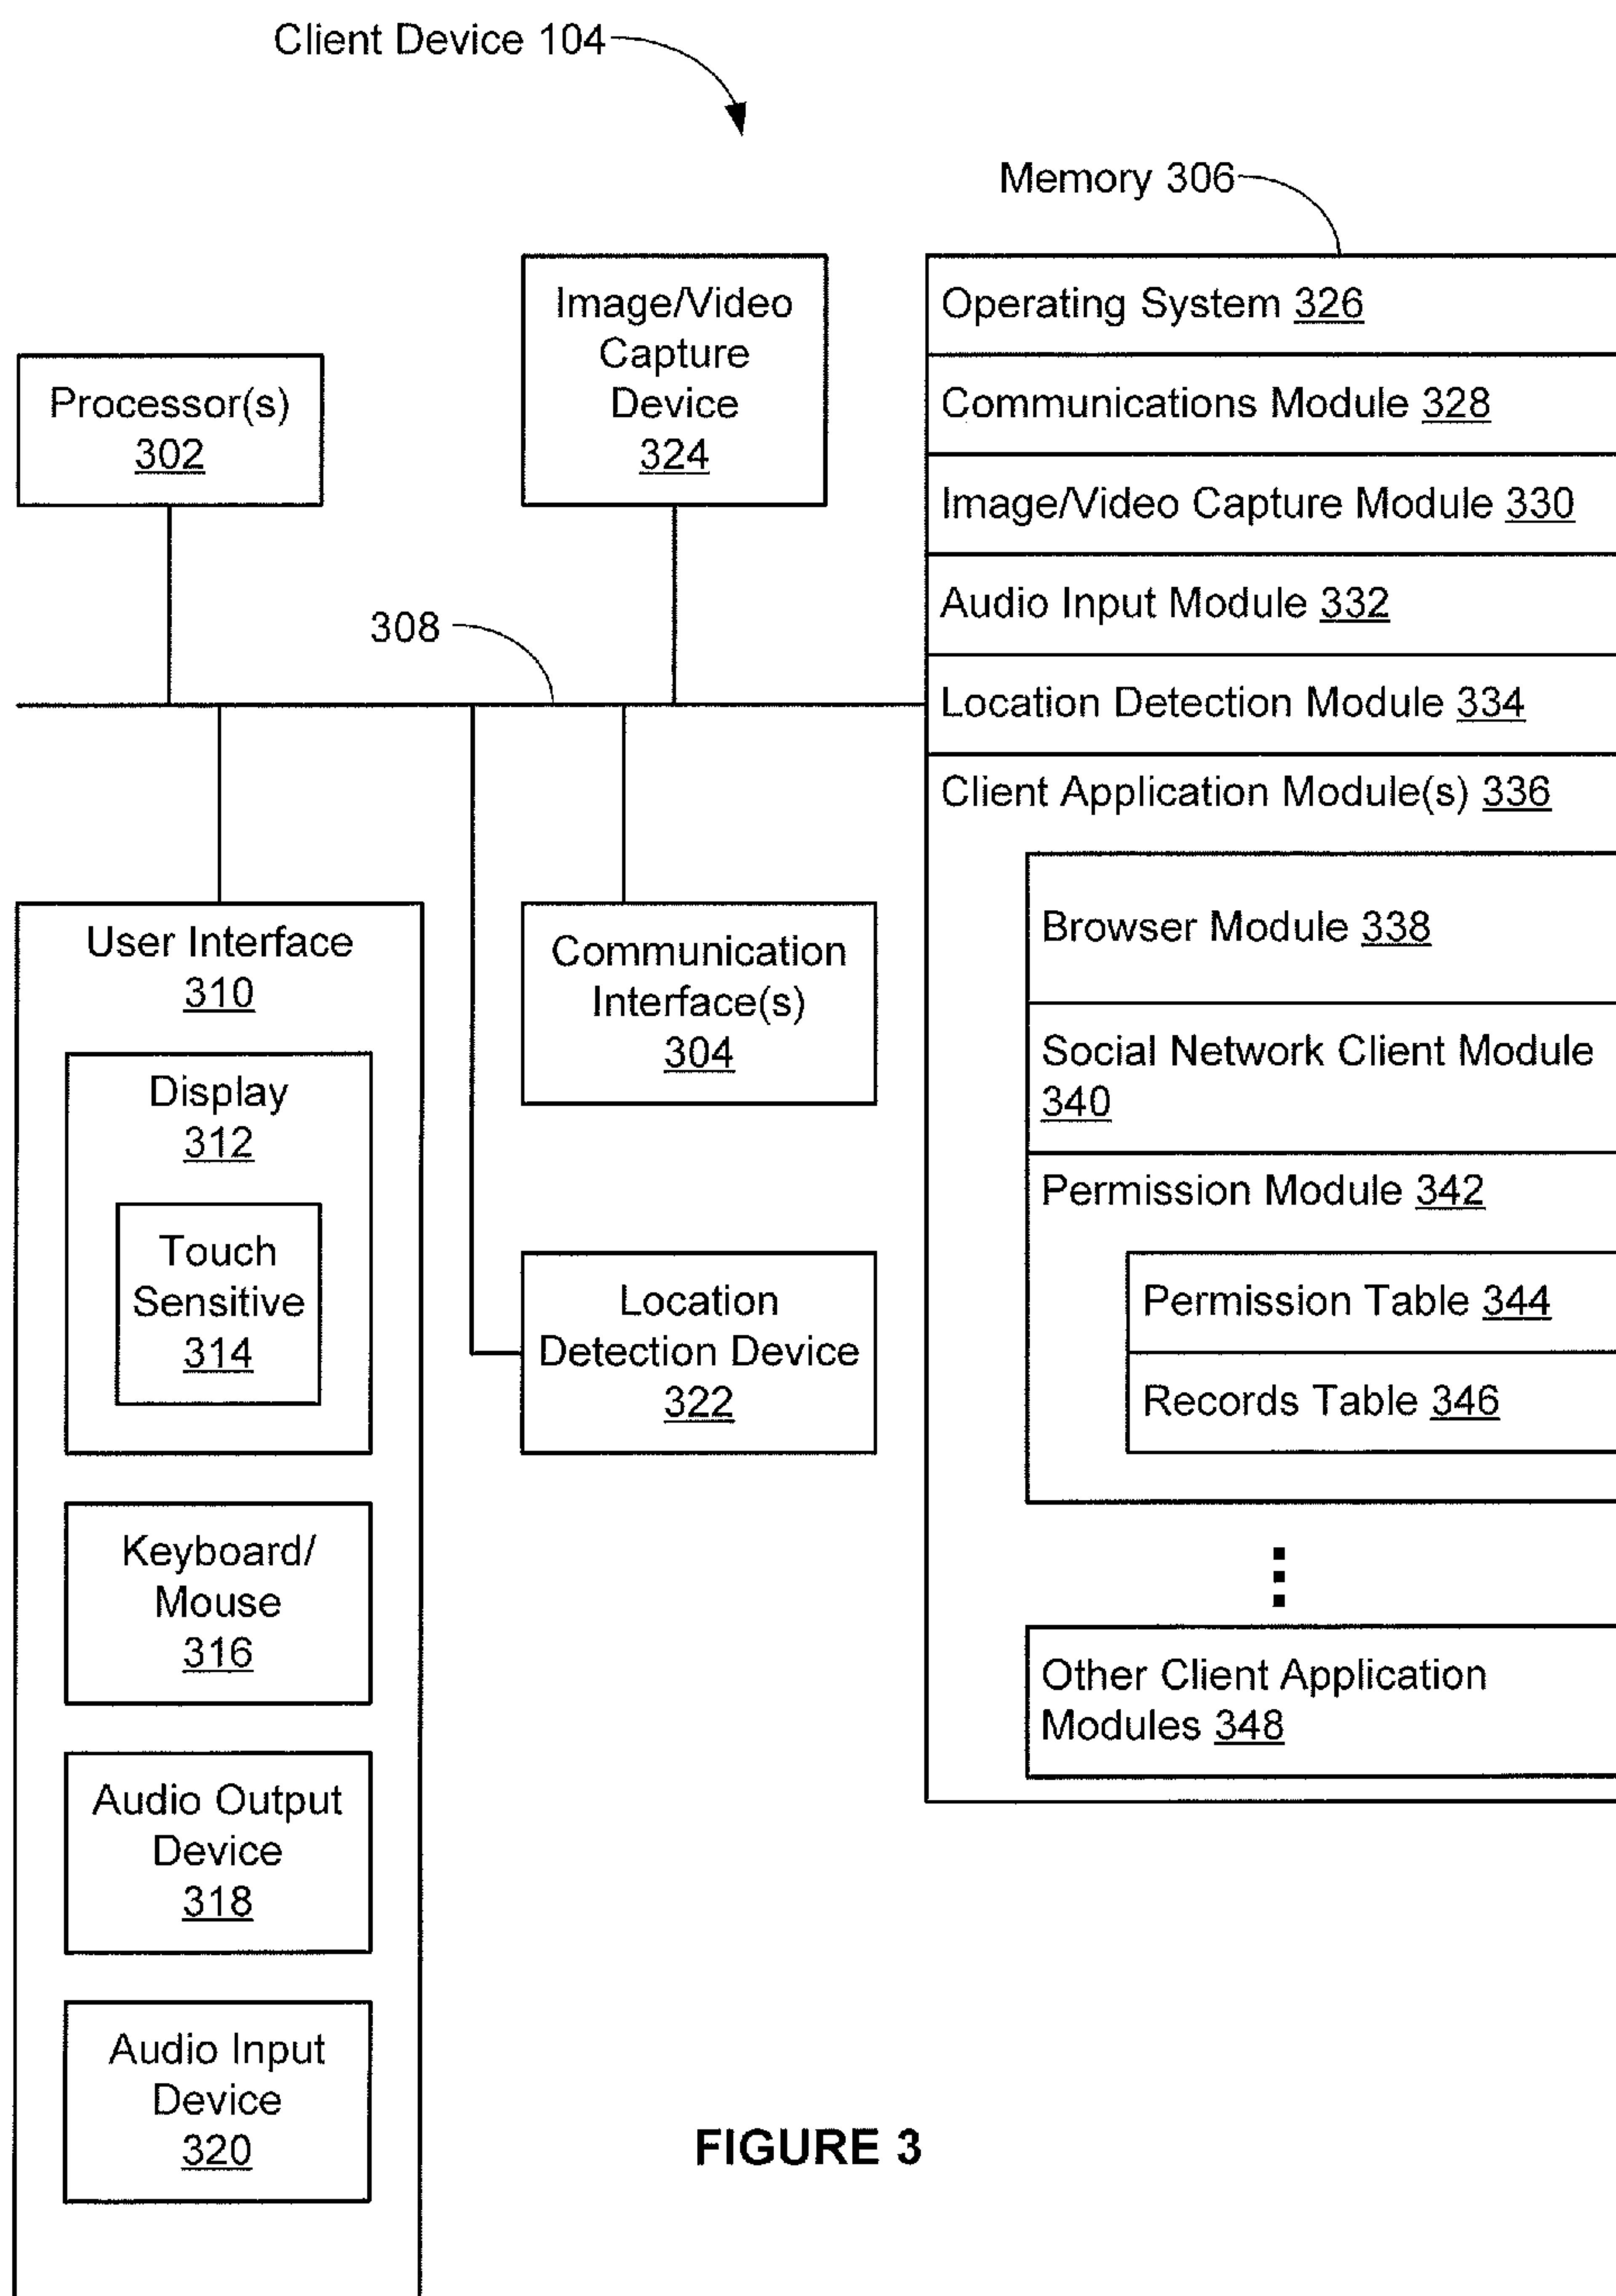 Client Device 104
Memory 306
Processor(s)
302
Image/Video
Capture
Device
324
308
User Interface
310
Display
312
Touch
Sensitive
314
Keyboard/
Mouse
316
Audio Output
Device
318
Audio Input
Device
320
Communication
Interface(s)
304
Location
Detection Device
322
Operating System 326
Communications Module 328
Image/Video Capture Module 330
Audio Input Module 332
Location Detection Module 334
Client Application Module(s) 336
Browser Module 338
Social Network Client Module
340
Permission Module 342
Permission Table 344
Records Table 346
Other Client Application
Modules 348
FIGURE 3